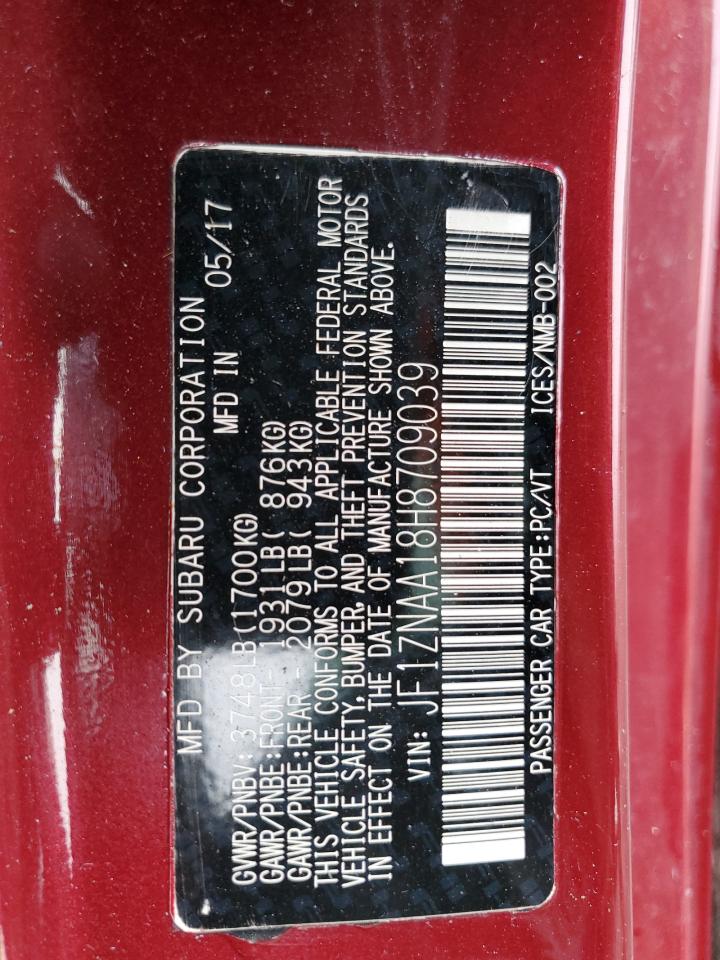 MFD BY SUBARU CORPORATION
MFD IN 05/17
GVWR/PNBV: 3748LB(1700KG)
GAWR/PNBE:FRONT- 1931LB( 876KG)
GAWR/PNBE:REAR - 2079LB( 943KG)
THIS VEHICLE CONFORMS TO ALL APPLICABLE FEDERAL MOTOR
VEHICLE SAFETY, BUMPER, AND THEFT PREVENTION STANDARDS
IN EFFECT ON THE DATE OF MANUFACTURE SHOWN ABOVE.
VIN: JF1ZNAA18H8709039
PASSENGER CAR TYPE:PC/VT ICES/NMB-002